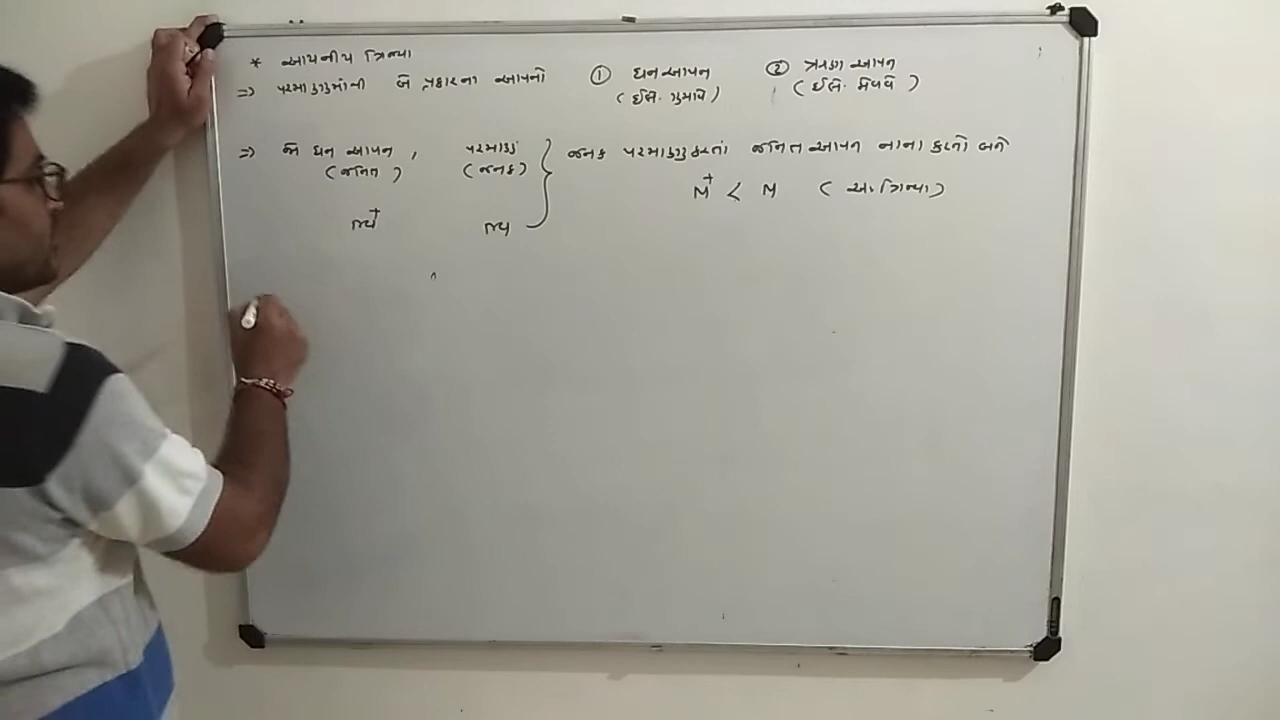 * આયનીય ત્રિજ્યા
⇒ પરમાણુમાંથી બે પ્રકારના આયનો ① ધન આયન ② ઋણ આયન
(ઈલે. ગુમાવે) (ઈલે. મેળવે)
⇒ જો ધન આયન, પરમાણુ } જનક પરમાણુ કરતાં જનિત આયન નાના કદનો બને
(જનિત) (જનક)
M⁺ < M (આ. ત્રિજ્યા)